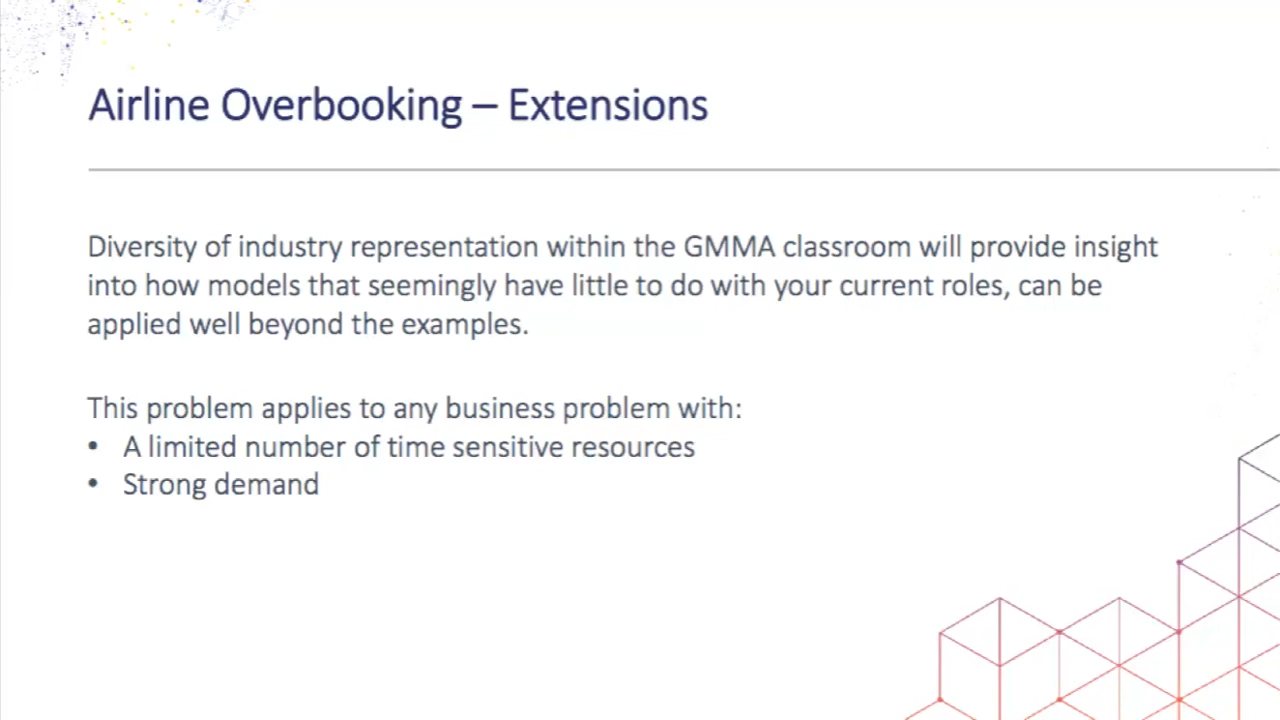 Airline Overbooking – Extensions
Diversity of industry representation within the GMMA classroom will provide insight
into how models that seemingly have little to do with your current roles, can be
applied well beyond the examples.
This problem applies to any business problem with:
• A limited number of time sensitive resources
• Strong demand